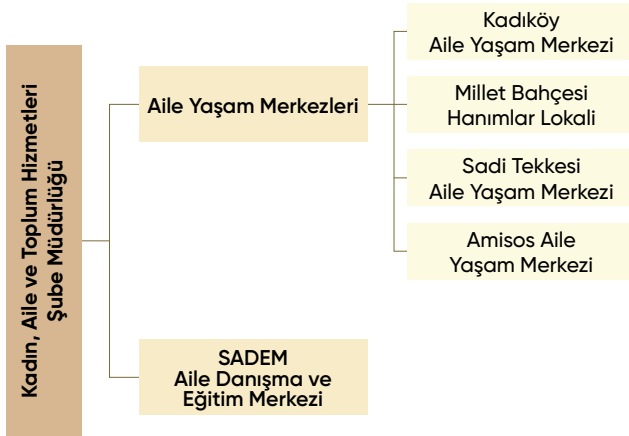 Kadın, Aile ve Toplum Hizmetleri
Şube Müdürlüğü
Aile Yaşam Merkezleri
Kadıköy
Aile Yaşam Merkezi
Millet Bahçesi
Hanımlar Lokali
Sadi Tekkesi
Aile Yaşam Merkezi
Amisos Aile
Yaşam Merkezi
SADEM
Aile Danışma ve
Eğitim Merkezi